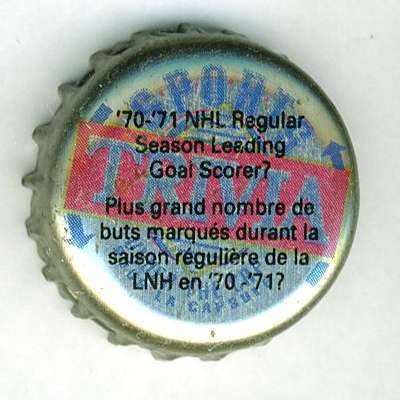 SPORT
TRIVIA
'70-'71 NHL Regular
Season Leading
Goal Scorer?
Plus grand nombre de
buts marqués durant la
saison régulière de la
LNH en '70-'71?
LA CAPSULE